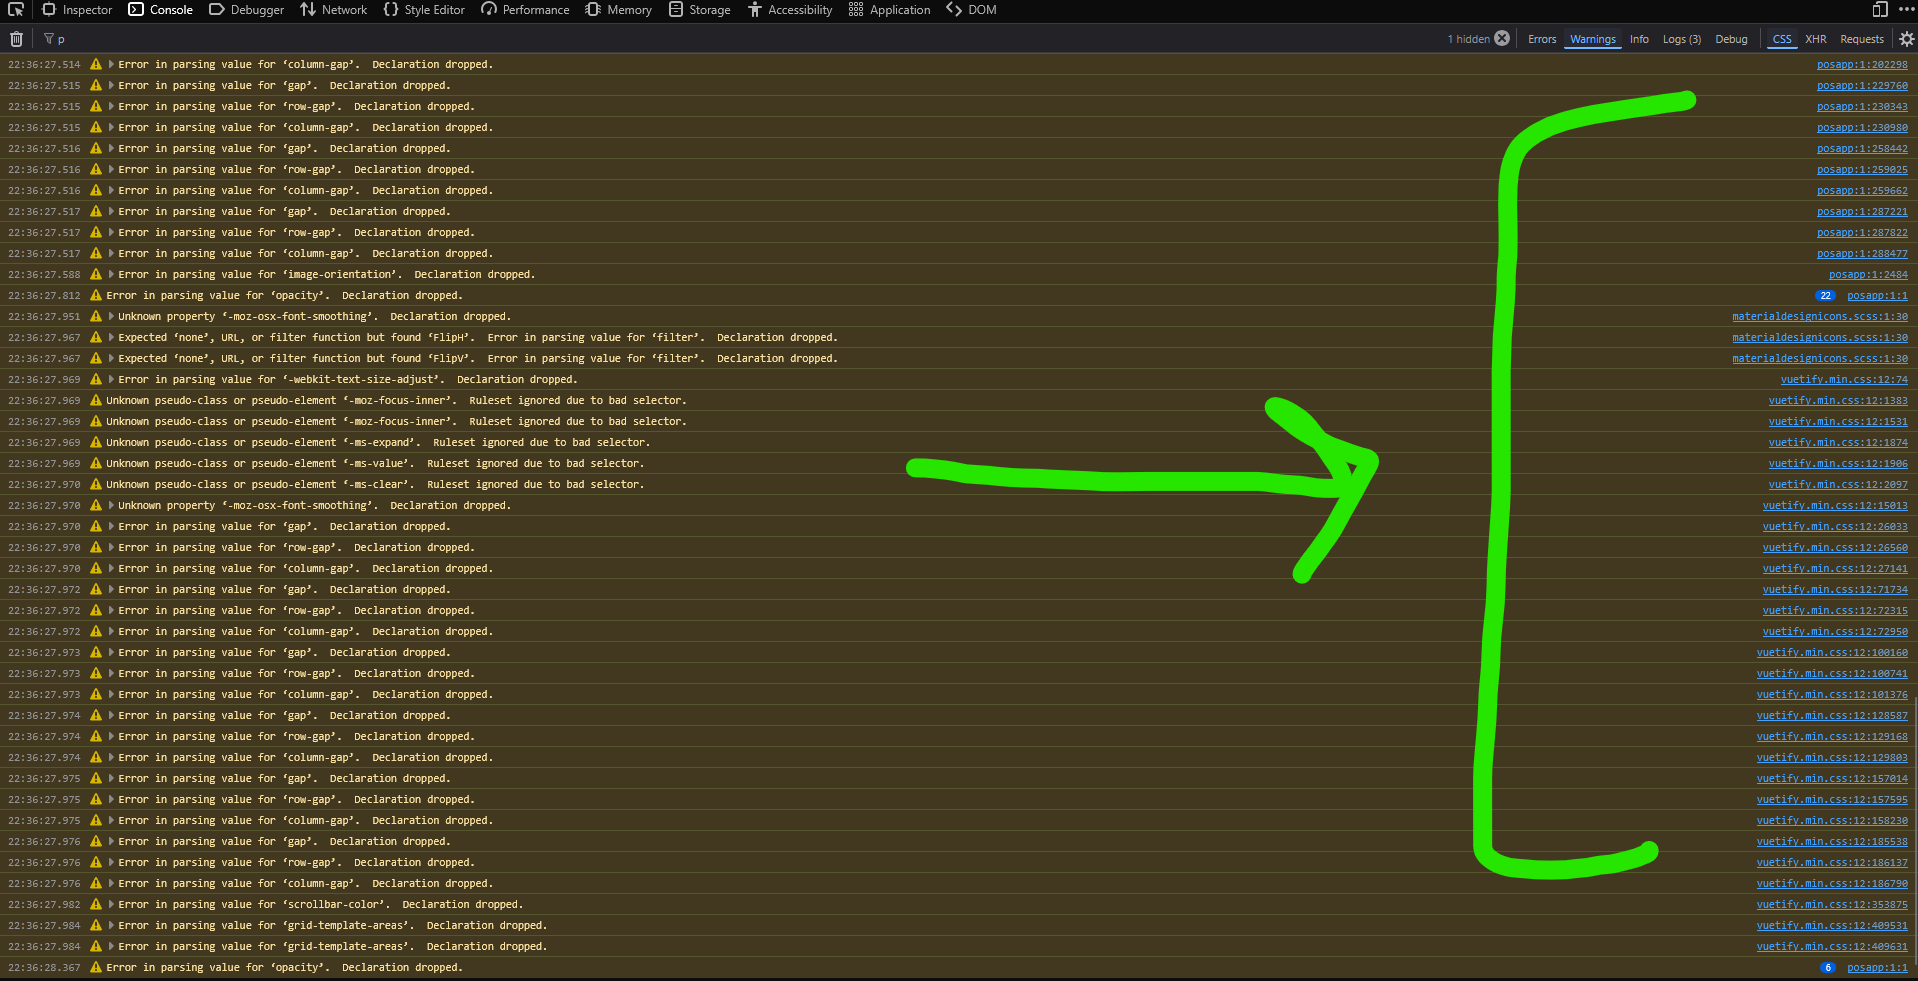 Inspector Console Debugger Network Style Editor Performance Memory Storage Accessibility Application DOM
p 1 hidden Errors Warnings Info Logs (3) Debug CSS XHR Requests
22:36:27.514 Error in parsing value for ‘column-gap’. Declaration dropped. posapp:1:202298
22:36:27.515 Error in parsing value for ‘gap’. Declaration dropped. posapp:1:229760
22:36:27.515 Error in parsing value for ‘row-gap’. Declaration dropped. posapp:1:230343
22:36:27.515 Error in parsing value for ‘column-gap’. Declaration dropped. posapp:1:230980
22:36:27.516 Error in parsing value for ‘gap’. Declaration dropped. posapp:1:258442
22:36:27.516 Error in parsing value for ‘row-gap’. Declaration dropped. posapp:1:259025
22:36:27.516 Error in parsing value for ‘column-gap’. Declaration dropped. posapp:1:259662
22:36:27.517 Error in parsing value for ‘gap’. Declaration dropped. posapp:1:287221
22:36:27.517 Error in parsing value for ‘row-gap’. Declaration dropped. posapp:1:287822
22:36:27.517 Error in parsing value for ‘column-gap’. Declaration dropped. posapp:1:288477
22:36:27.588 Error in parsing value for ‘image-orientation’. Declaration dropped. posapp:1:2484
22:36:27.812 Error in parsing value for ‘opacity’. Declaration dropped. 22 posapp:1:1
22:36:27.951 Unknown property ‘-moz-osx-font-smoothing’. Declaration dropped. materialdesignicons.scss:1:30
22:36:27.967 Expected ‘none’, URL, or filter function but found ‘FlipH’. Error in parsing value for ‘filter’. Declaration dropped. materialdesignicons.scss:1:30
22:36:27.967 Expected ‘none’, URL, or filter function but found ‘FlipV’. Error in parsing value for ‘filter’. Declaration dropped. materialdesignicons.scss:1:30
22:36:27.969 Error in parsing value for ‘-webkit-text-size-adjust’. Declaration dropped. vuetify.min.css:12:74
22:36:27.969 Unknown pseudo-class or pseudo-element ‘-moz-focus-inner’. Ruleset ignored due to bad selector. vuetify.min.css:12:1383
22:36:27.969 Unknown pseudo-class or pseudo-element ‘-moz-focus-inner’. Ruleset ignored due to bad selector. vuetify.min.css:12:1531
22:36:27.969 Unknown pseudo-class or pseudo-element ‘-ms-expand’. Ruleset ignored due to bad selector. vuetify.min.css:12:1874
22:36:27.969 Unknown pseudo-class or pseudo-element ‘-ms-value’. Ruleset ignored due to bad selector. vuetify.min.css:12:1906
22:36:27.970 Unknown pseudo-class or pseudo-element ‘-ms-clear’. Ruleset ignored due to bad selector. vuetify.min.css:12:2097
22:36:27.970 Unknown property ‘-moz-osx-font-smoothing’. Declaration dropped. vuetify.min.css:12:15013
22:36:27.970 Error in parsing value for ‘gap’. Declaration dropped. vuetify.min.css:12:26033
22:36:27.970 Error in parsing value for ‘row-gap’. Declaration dropped. vuetify.min.css:12:26560
22:36:27.970 Error in parsing value for ‘column-gap’. Declaration dropped. vuetify.min.css:12:27141
22:36:27.972 Error in parsing value for ‘gap’. Declaration dropped. vuetify.min.css:12:71734
22:36:27.972 Error in parsing value for ‘row-gap’. Declaration dropped. vuetify.min.css:12:72315
22:36:27.972 Error in parsing value for ‘column-gap’. Declaration dropped. vuetify.min.css:12:72950
22:36:27.973 Error in parsing value for ‘gap’. Declaration dropped. vuetify.min.css:12:100160
22:36:27.973 Error in parsing value for ‘row-gap’. Declaration dropped. vuetify.min.css:12:100741
22:36:27.973 Error in parsing value for ‘column-gap’. Declaration dropped. vuetify.min.css:12:101376
22:36:27.974 Error in parsing value for ‘gap’. Declaration dropped. vuetify.min.css:12:128587
22:36:27.974 Error in parsing value for ‘row-gap’. Declaration dropped. vuetify.min.css:12:129168
22:36:27.974 Error in parsing value for ‘column-gap’. Declaration dropped. vuetify.min.css:12:129803
22:36:27.975 Error in parsing value for ‘gap’. Declaration dropped. vuetify.min.css:12:157014
22:36:27.975 Error in parsing value for ‘row-gap’. Declaration dropped. vuetify.min.css:12:157595
22:36:27.975 Error in parsing value for ‘column-gap’. Declaration dropped. vuetify.min.css:12:158230
22:36:27.976 Error in parsing value for ‘gap’. Declaration dropped. vuetify.min.css:12:185538
22:36:27.976 Error in parsing value for ‘row-gap’. Declaration dropped. vuetify.min.css:12:186137
22:36:27.976 Error in parsing value for ‘column-gap’. Declaration dropped. vuetify.min.css:12:186790
22:36:27.982 Error in parsing value for ‘scrollbar-color’. Declaration dropped. vuetify.min.css:12:353875
22:36:27.984 Error in parsing value for ‘grid-template-areas’. Declaration dropped. vuetify.min.css:12:409531
22:36:27.984 Error in parsing value for ‘grid-template-areas’. Declaration dropped. vuetify.min.css:12:409631
22:36:28.367 Error in parsing value for ‘opacity’. Declaration dropped. 6 posapp:1:1